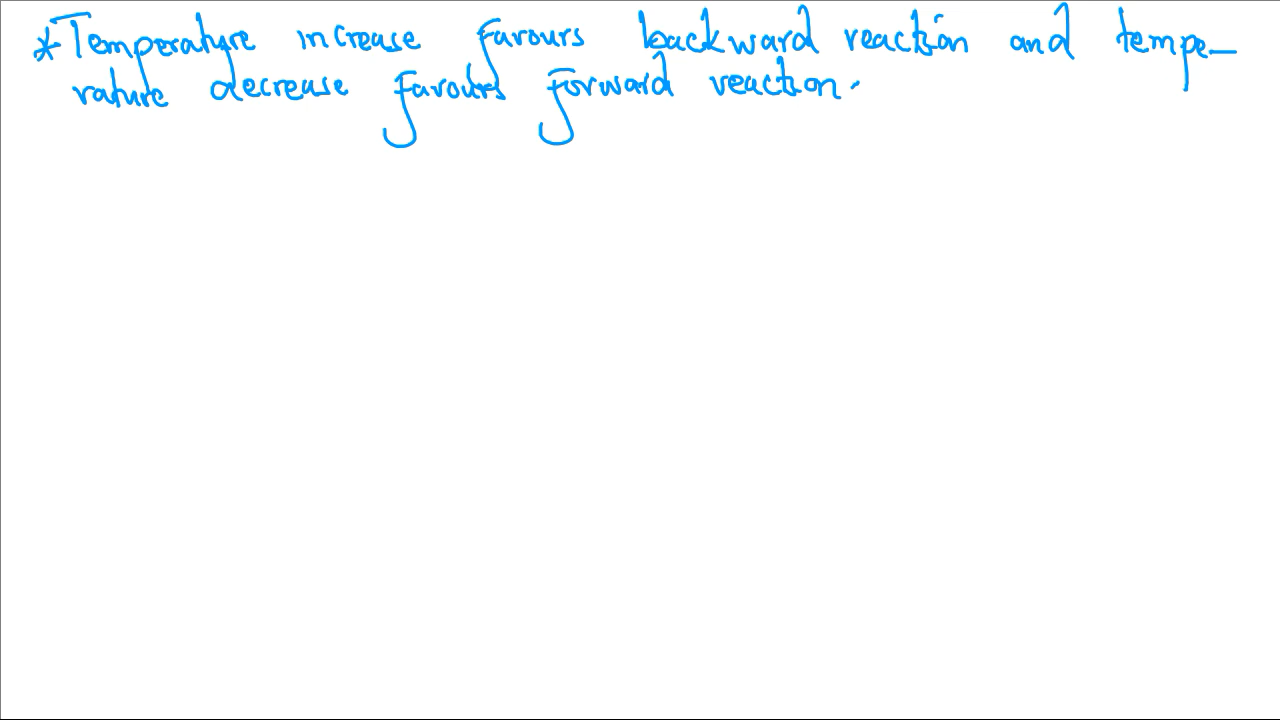 *Temperature increase favours backward reaction and tempe-
rature decrease favours forward reaction.